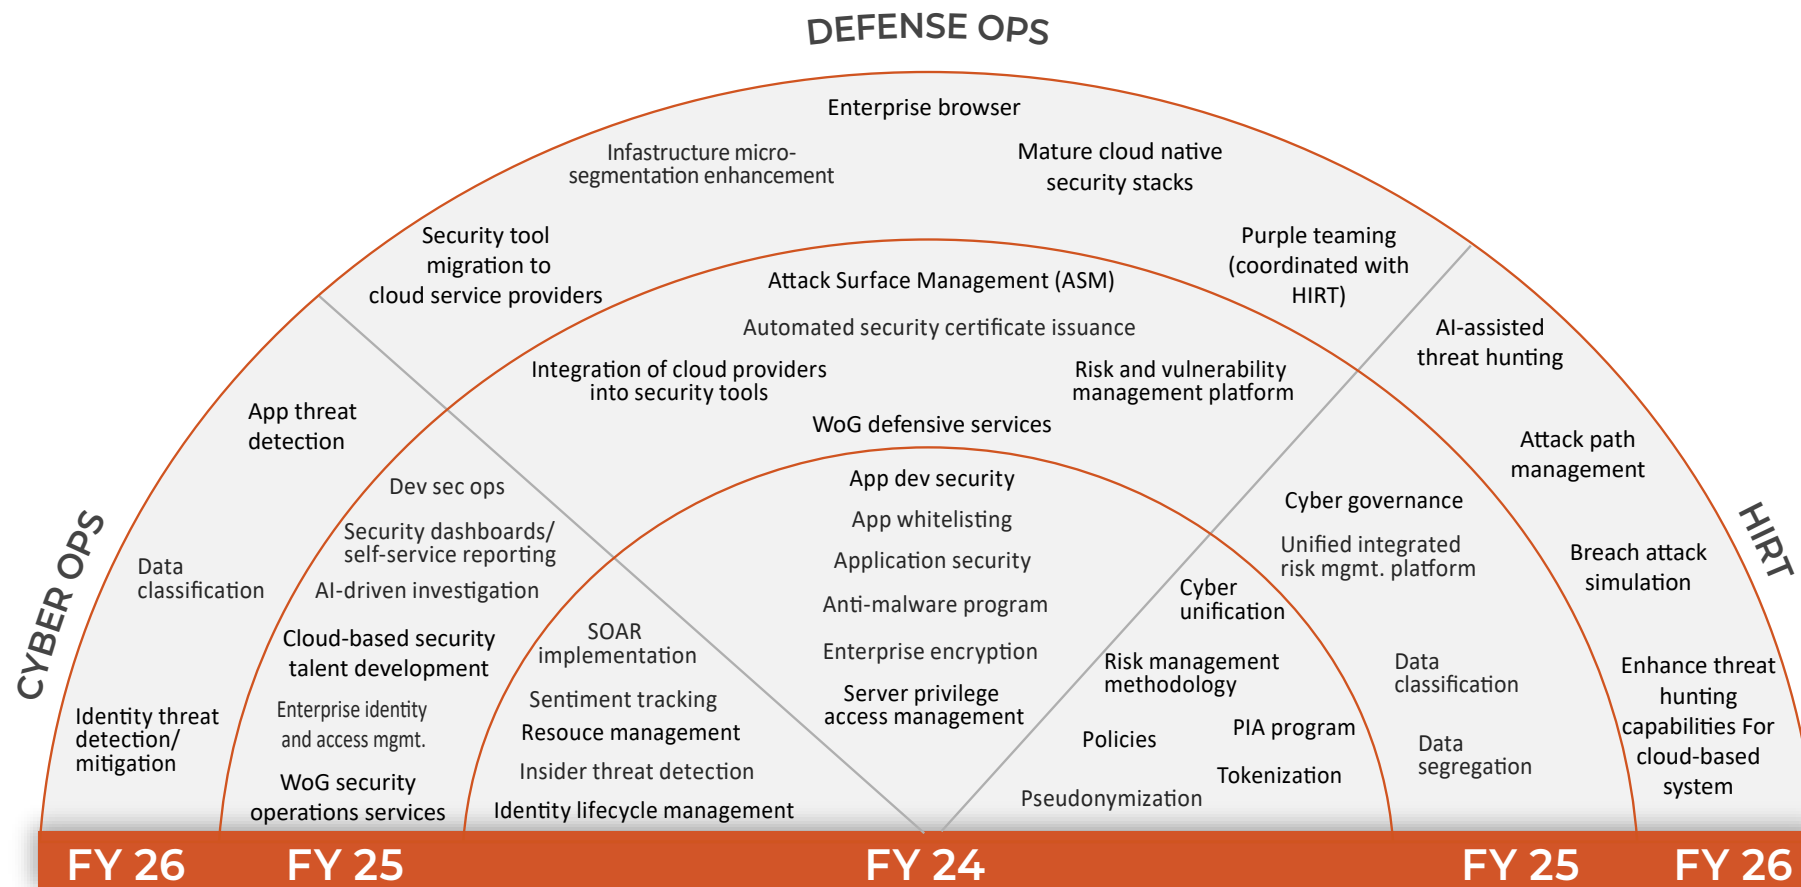 DEFENSE OPS
Enterprise browser
Infastructure micro-
segmentation enhancement
Mature cloud native
security stacks
Security tool
migration to
cloud service providers
Purple teaming
(coordinated with
HIRT)
Attack Surface Management (ASM)
Automated security certificate issuance
Integration of cloud providers
into security tools
Risk and vulnerability
management platform
WoG defensive services
App dev security
App whitelisting
Application security
Anti-malware program
Enterprise encryption
Server privilege
access management
CYBER OPS
App threat
detection
Data
classification
Identity threat
detection/
mitigation
Dev sec ops
Security dashboards/
self-service reporting
AI-driven investigation
Cloud-based security
talent development
Enterprise identity
and access mgmt.
WoG security
operations services
SOAR
implementation
Sentiment tracking
Resouce management
Insider threat detection
Identity lifecycle management
HIRT
AI-assisted
threat hunting
Attack path
management
Breach attack
simulation
Enhance threat
hunting
capabilities For
cloud-based
system
Cyber governance
Unified integrated
risk mgmt. platform
Data
classification
Data
segregation
Cyber
unification
Risk management
methodology
Policies
PIA program
Tokenization
Pseudonymization
FY 26
FY 25
FY 24
FY 25
FY 26